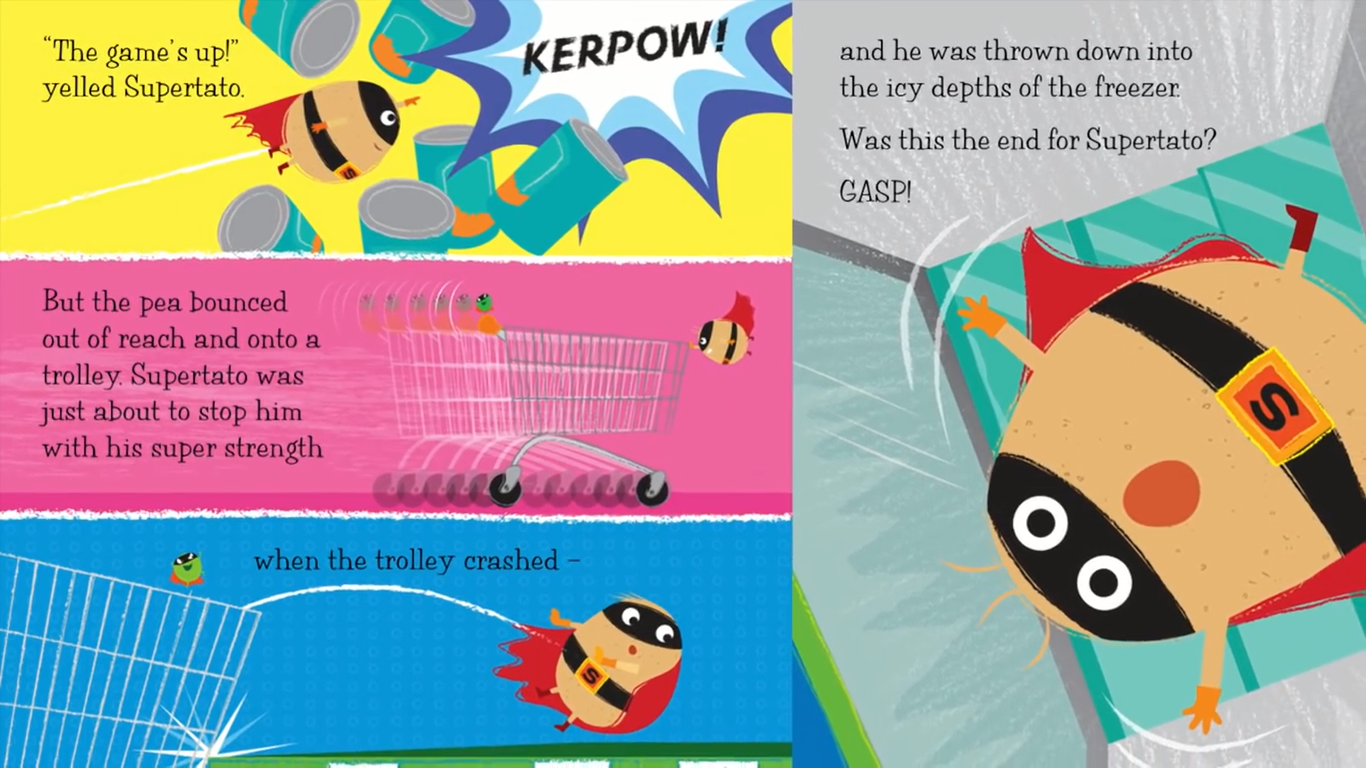 “The game’s up!”
yelled Supertato.
KERPOW!
But the pea bounced
out of reach and onto a
trolley. Supertato was
just about to stop him
with his super strength
when the trolley crashed –
S
and he was thrown down into
the icy depths of the freezer.
Was this the end for Supertato?
GASP!
S